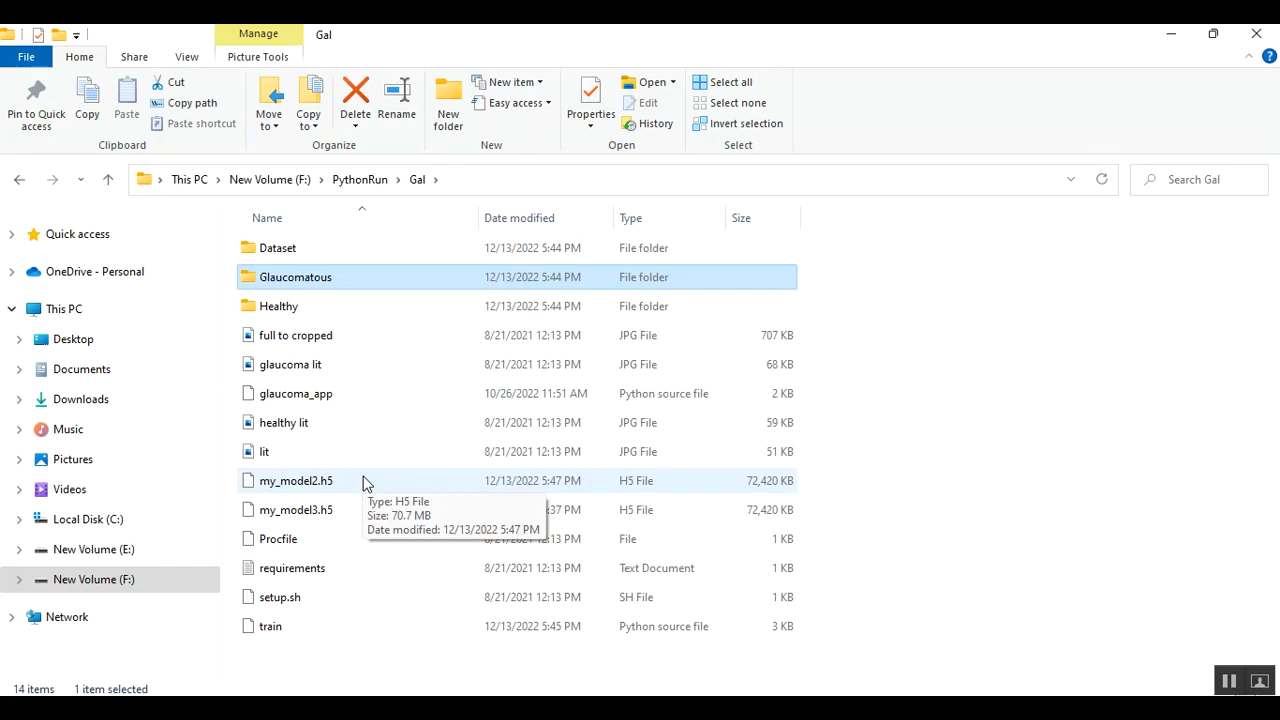 Manage
Gal
File
Home
Share
View
Picture Tools
Pin to Quick access
Copy
Paste
Cut
Copy path
Paste shortcut
Clipboard
Move to
Copy to
Delete
Rename
Organize
New folder
New item
Easy access
New
Properties
Open
Edit
History
Open
Select all
Select none
Invert selection
Select
This PC
New Volume (F:)
PythonRun
Gal
Search Gal
Quick access
OneDrive - Personal
This PC
Desktop
Documents
Downloads
Music
Pictures
Videos
Local Disk (C:)
New Volume (E:)
New Volume (F:)
Network
Name Date modified Type Size
Dataset 12/13/2022 5:44 PM File folder
Glaucomatous 12/13/2022 5:44 PM File folder
Healthy 12/13/2022 5:44 PM File folder
full to cropped 8/21/2021 12:13 PM JPG File 707 KB
glaucoma lit 8/21/2021 12:13 PM JPG File 68 KB
glaucoma_app 10/26/2022 11:51 AM Python source file 2 KB
healthy lit 8/21/2021 12:13 PM JPG File 59 KB
lit 8/21/2021 12:13 PM JPG File 51 KB
my_model2.h5 12/13/2022 5:47 PM H5 File 72,420 KB
Type: H5 File
Size: 70.7 MB
Date modified: 12/13/2022 5:47 PM
my_model3.h5 :37 PM H5 File 72,420 KB
Procfile 8/21/2021 12:13 PM File 1 KB
requirements 8/21/2021 12:13 PM Text Document 1 KB
setup.sh 8/21/2021 12:13 PM SH File 1 KB
train 12/13/2022 5:45 PM Python source file 3 KB
14 items 1 item selected